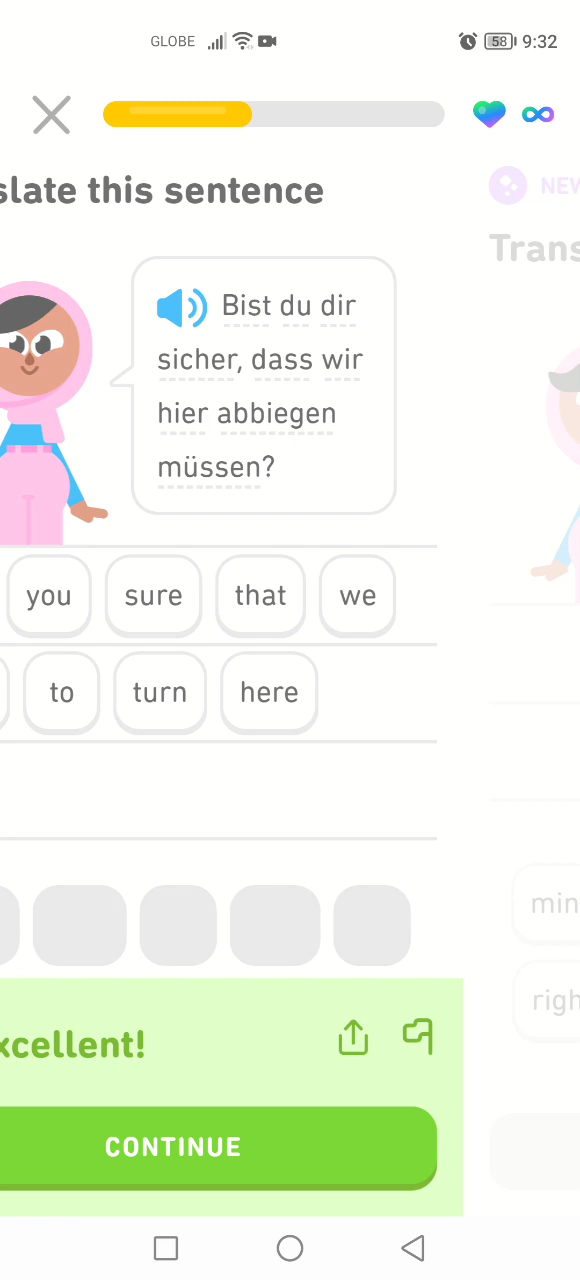 GLOBE 58 9:32
slate this sentence
NEW
Trans
Bist du dir
sicher, dass wir
hier abbiegen
müssen?
you sure that we
to turn here
min
righ
xcellent!
CONTINUE